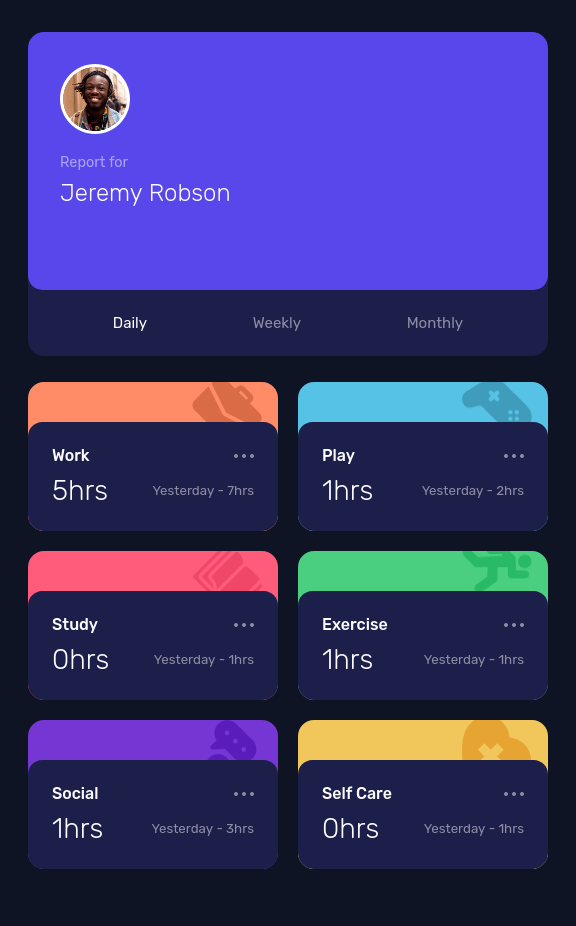 Report for
Jeremy Robson
Daily Weekly Monthly
Work
5hrs Yesterday - 7hrs
Play
1hrs Yesterday - 2hrs
Study
0hrs Yesterday - 1hrs
Exercise
1hrs Yesterday - 1hrs
Social
1hrs Yesterday - 3hrs
Self Care
0hrs Yesterday - 1hrs